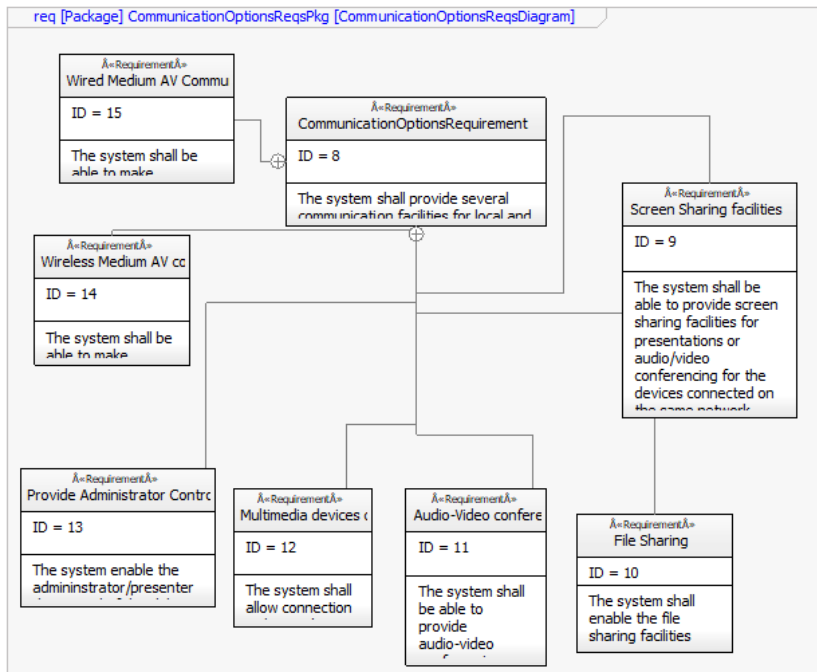 req [Package] CommunicationOptionsReqsPkg [CommunicationOptionsReqsDiagram]
Â«RequirementÂ»
Wired Medium AV Commu
ID = 15
The system shall be
able to make
Â«RequirementÂ»
CommunicationOptionsRequirement
ID = 8
The system shall provide several
communication facilities for local and
Â«RequirementÂ»
Screen Sharing facilities
ID = 9
The system shall be
able to provide screen
sharing facilities for
presentations or
audio/video
conferencing for the
devices connected on
the same network
Â«RequirementÂ»
Wireless Medium AV co
ID = 14
The system shall be
able to make
Â«RequirementÂ»
Provide Administrator Contro
ID = 13
The system enable the
admininstrator/presenter
Â«RequirementÂ»
Multimedia devices c
ID = 12
The system shall
allow connection
Â«RequirementÂ»
Audio-Video confere
ID = 11
The system shall
be able to
provide
audio-video
Â«RequirementÂ»
File Sharing
ID = 10
The system shall
enable the file
sharing facilities